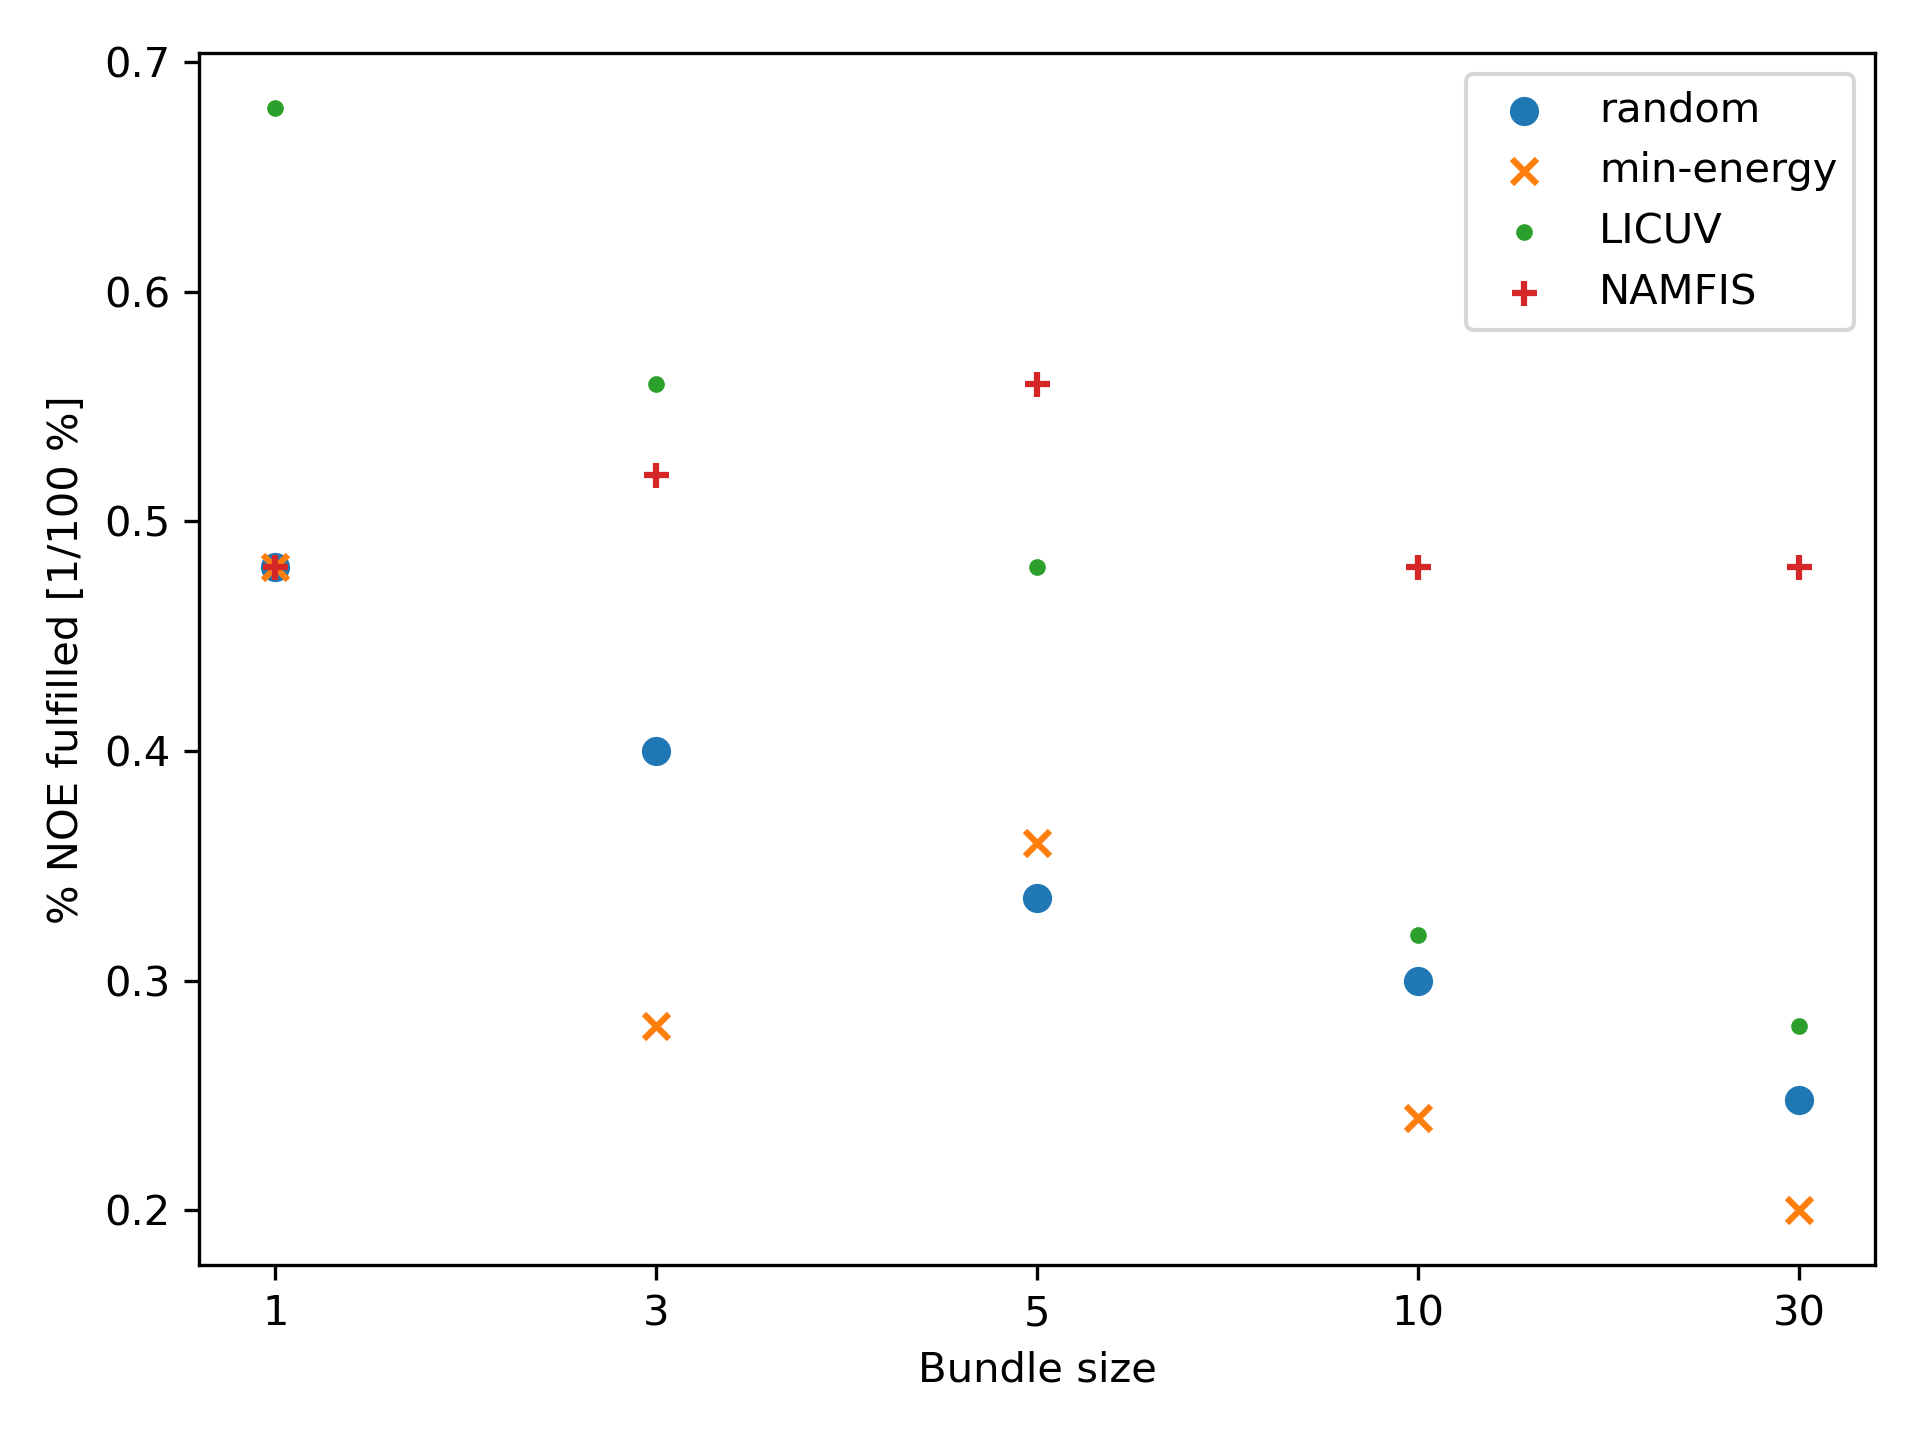 0.7
0.6
0.5
0.4
0.3
0.2
% NOE fulfilled [1/100 %]
random
min-energy
LICUV
NAMFIS
1 3 5 10 30
Bundle size